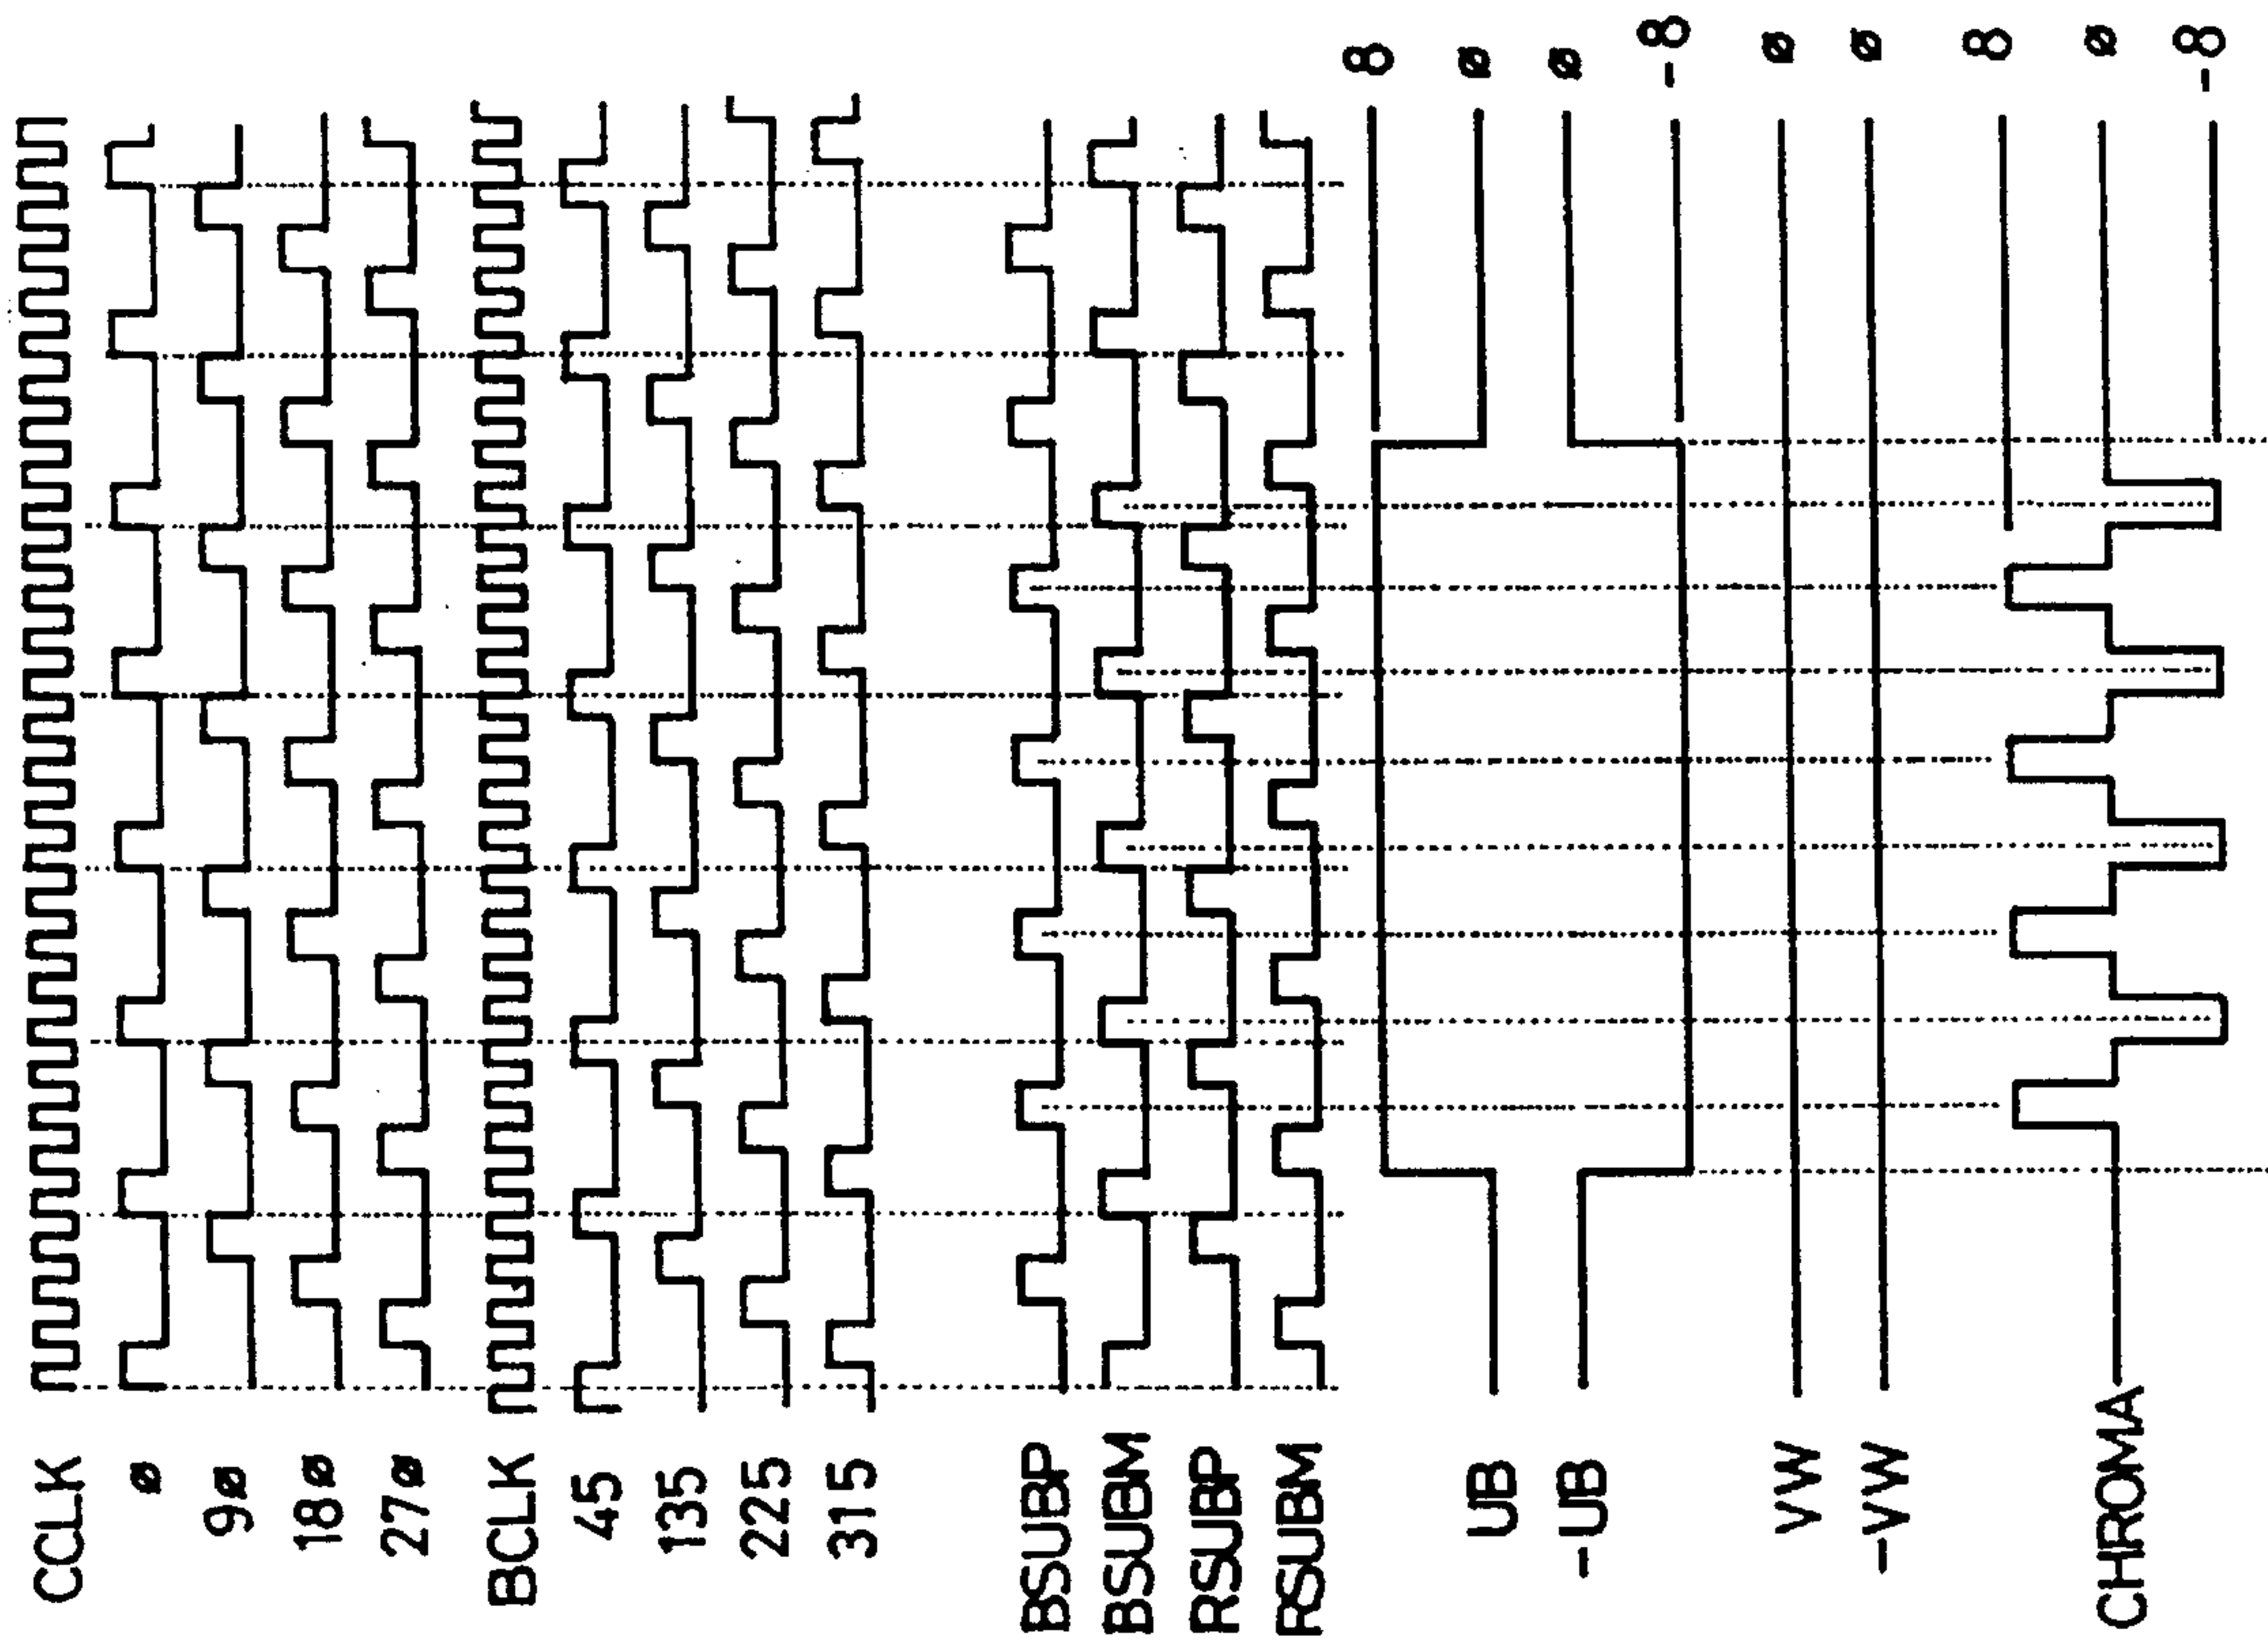 CCLK
ø
9ø
18ø
27ø
BCLK
45
135
225
315
BSUBP
BSUBM
RSUBP
RSUBM
UB
8
ø
-UB
ø
-8
VW
ø
-VW
ø
CHROMA
8
ø
-8